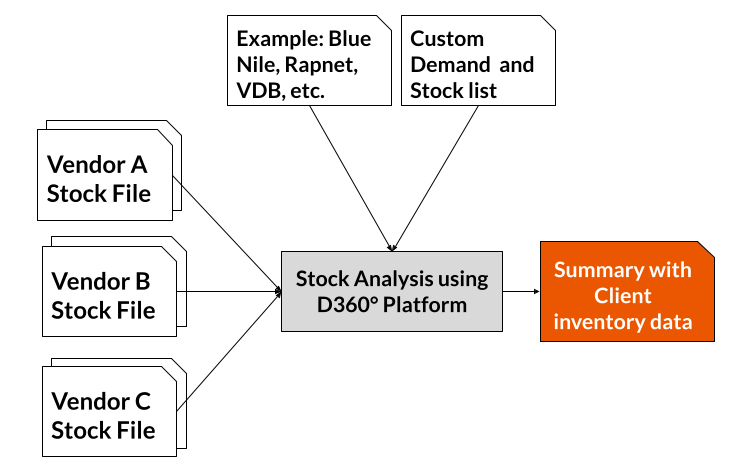 Example: Blue
Nile, Rapnet,
VDB, etc.
Custom
Demand and
Stock list
Vendor A
Stock File
Vendor B
Stock File
Vendor C
Stock File
Stock Analysis using
D360° Platform
Summary with
Client
inventory data